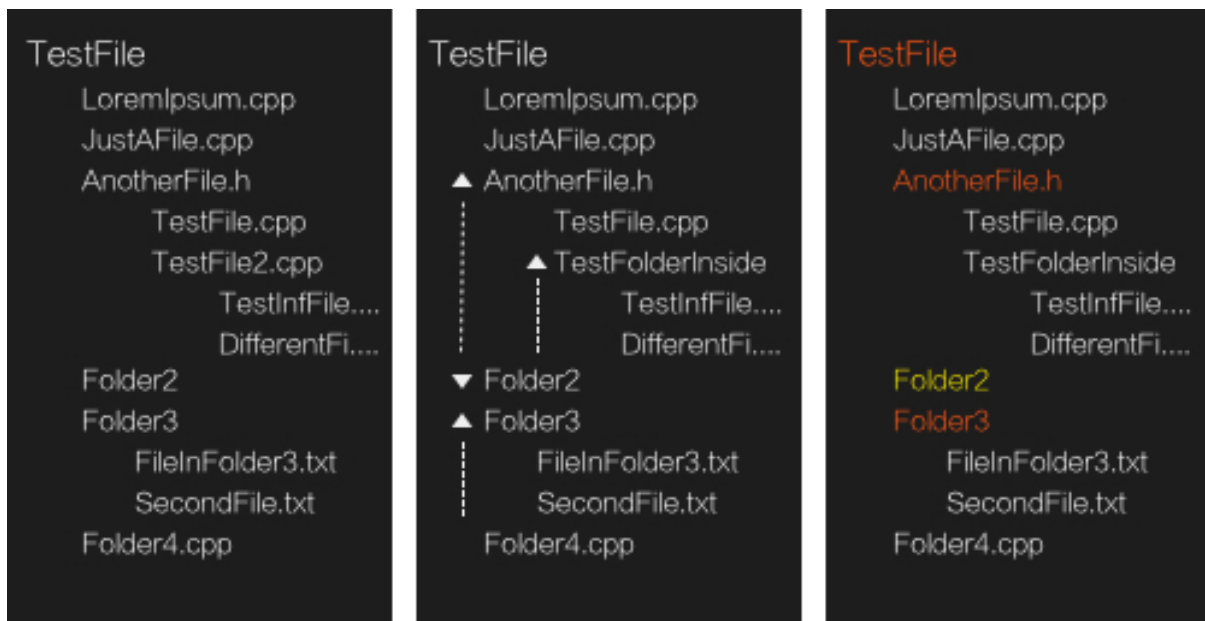 TestFile
LoremIpsum.cpp
JustAFile.cpp
AnotherFile.h
TestFile.cpp
TestFile2.cpp
TestInfFile....
DifferentFi....
Folder2
Folder3
FileInFolder3.txt
SecondFile.txt
Folder4.cpp
TestFile
LoremIpsum.cpp
JustAFile.cpp
AnotherFile.h
TestFile.cpp
TestFolderInside
TestInfFile....
DifferentFi....
Folder2
Folder3
FileInFolder3.txt
SecondFile.txt
Folder4.cpp
TestFile
LoremIpsum.cpp
JustAFile.cpp
AnotherFile.h
TestFile.cpp
TestFolderInside
TestInfFile....
DifferentFi....
Folder2
Folder3
FileInFolder3.txt
SecondFile.txt
Folder4.cpp